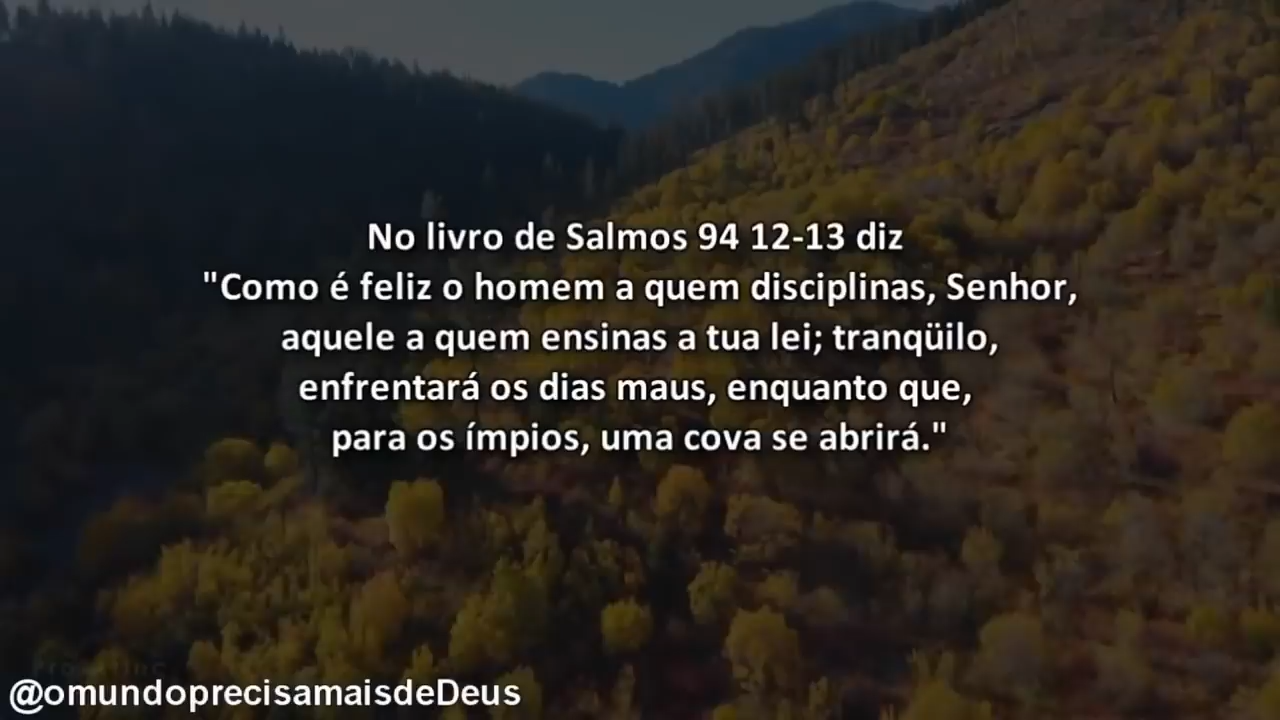 No livro de Salmos 94 12-13 diz
"Como é feliz o homem a quem disciplinas, Senhor,
aquele a quem ensinas a tua lei; tranqüilo,
enfrentará os dias maus, enquanto que,
para os ímpios, uma cova se abrirá."
@omundoprecisamaisdeDeus